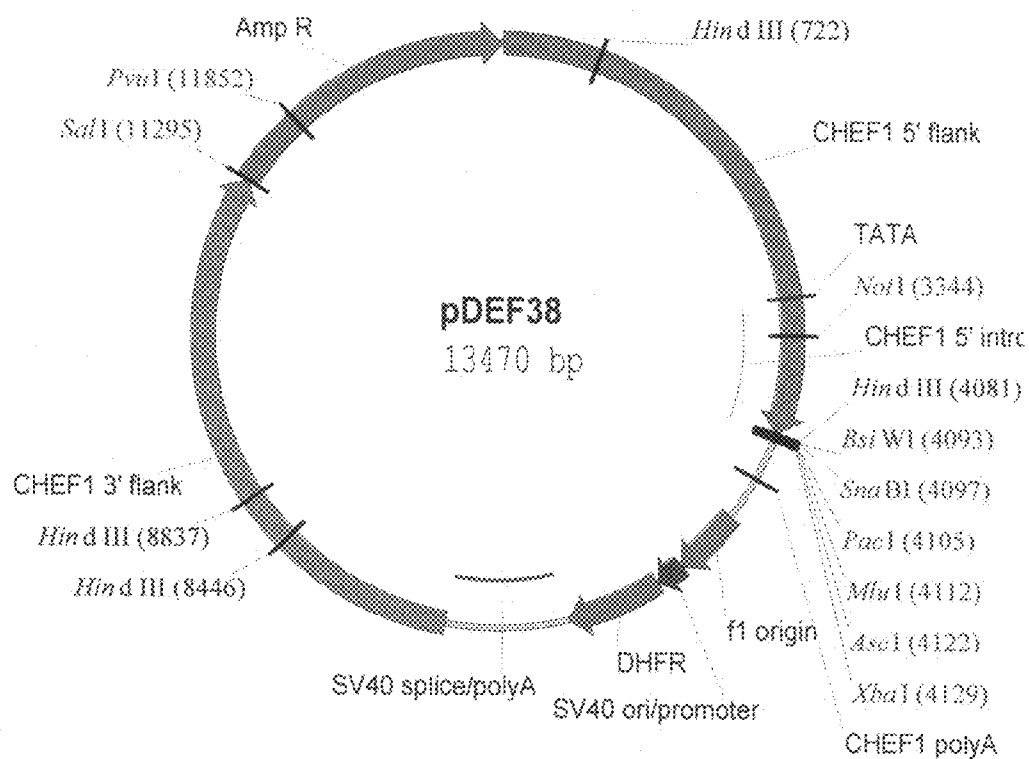 Amp R
Hind III (722)
PvuI (11852)
SalI (11295)
CHEF1 5' flank
TATA
NotI (3344)
pDEF38
13470 bp
CHEF1 5' intro
Hind III (4081)
BsiWI (4093)
SnaBI (4097)
PacI (4105)
MluI (4112)
AscI (4122)
XbaI (4129)
CHEF1 polyA
CHEF1 3' flank
Hind III (8837)
Hind III (8446)
f1 origin
DHFR
SV40 splice/polyA
SV40 ori/promoter